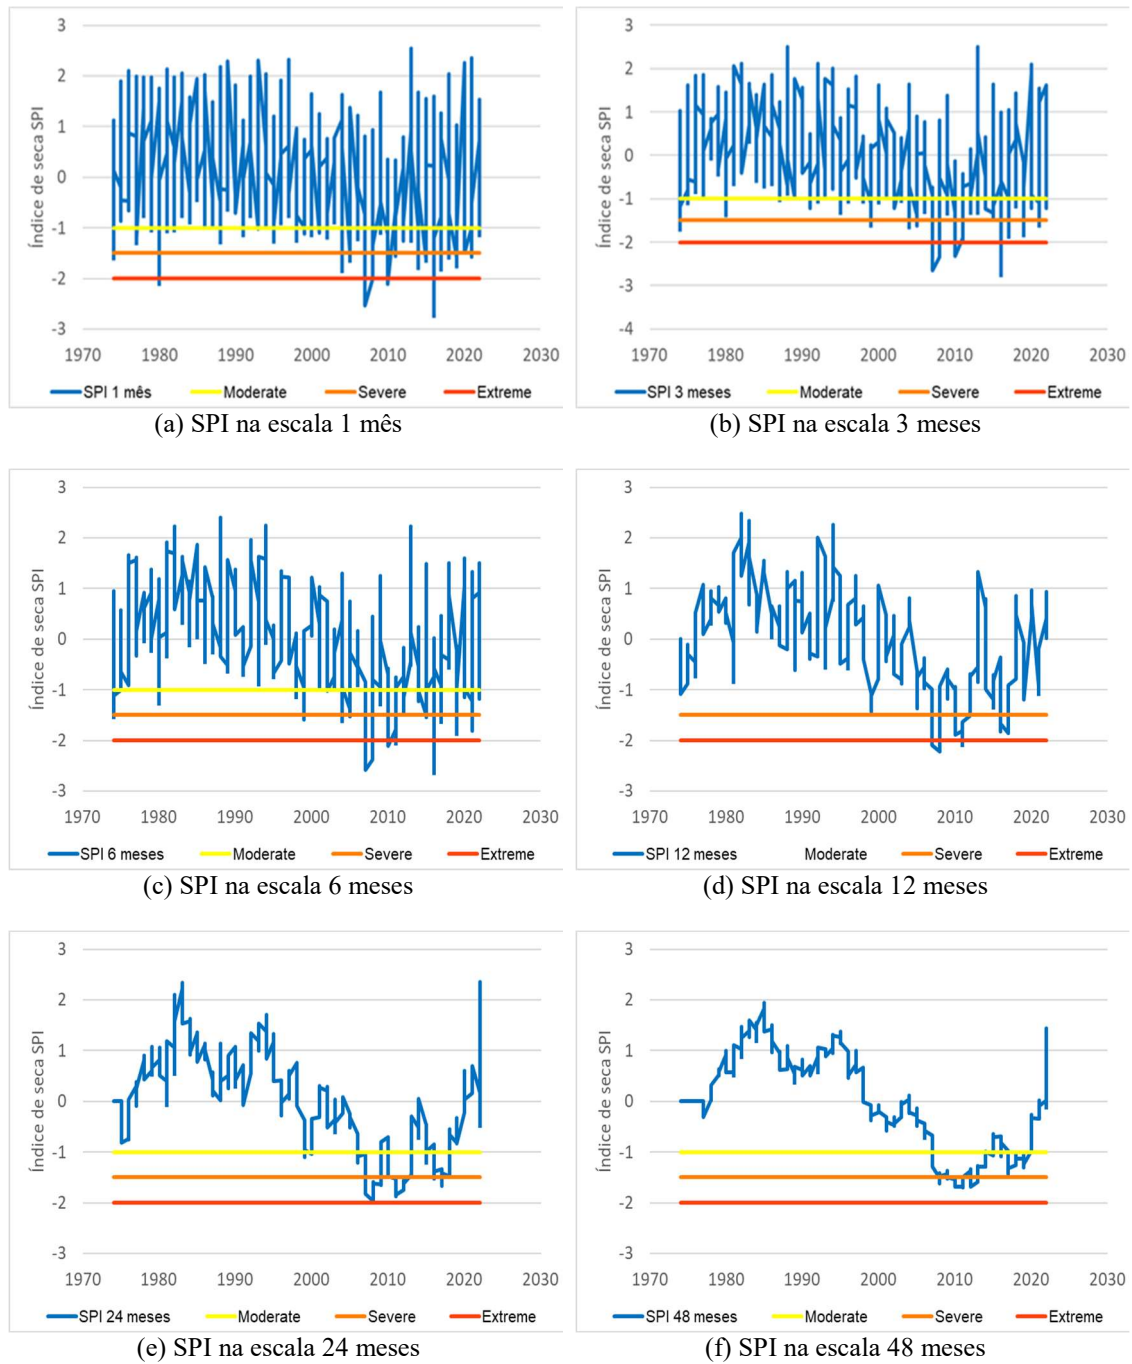 3
2
1
0
-1
-2
-3
Índice de seca SPI
1970 1980 1990 2000 2010 2020 2030
SPI 1 mês Moderate Severe Extreme
(a) SPI na escala 1 mês
3
2
1
0
-1
-2
-3
-4
Índice de seca SPI
1970 1980 1990 2000 2010 2020 2030
SPI 3 meses Moderate Severe Extreme
(b) SPI na escala 3 meses
3
2
1
0
-1
-2
-3
Índice de seca SPI
1970 1980 1990 2000 2010 2020 2030
SPI 6 meses Moderate Severe Extreme
(c) SPI na escala 6 meses
3
2
1
0
-1
-2
-3
Índice de seca SPI
1970 1980 1990 2000 2010 2020 2030
SPI 12 meses Moderate Severe Extreme
(d) SPI na escala 12 meses
3
2
1
0
-1
-2
-3
Índice de seca SPI
1970 1980 1990 2000 2010 2020 2030
SPI 24 meses Moderate Severe Extreme
(e) SPI na escala 24 meses
3
2
1
0
-1
-2
-3
Índice de seca SPI
1970 1980 1990 2000 2010 2020 2030
SPI 48 meses Moderate Severe Extreme
(f) SPI na escala 48 meses